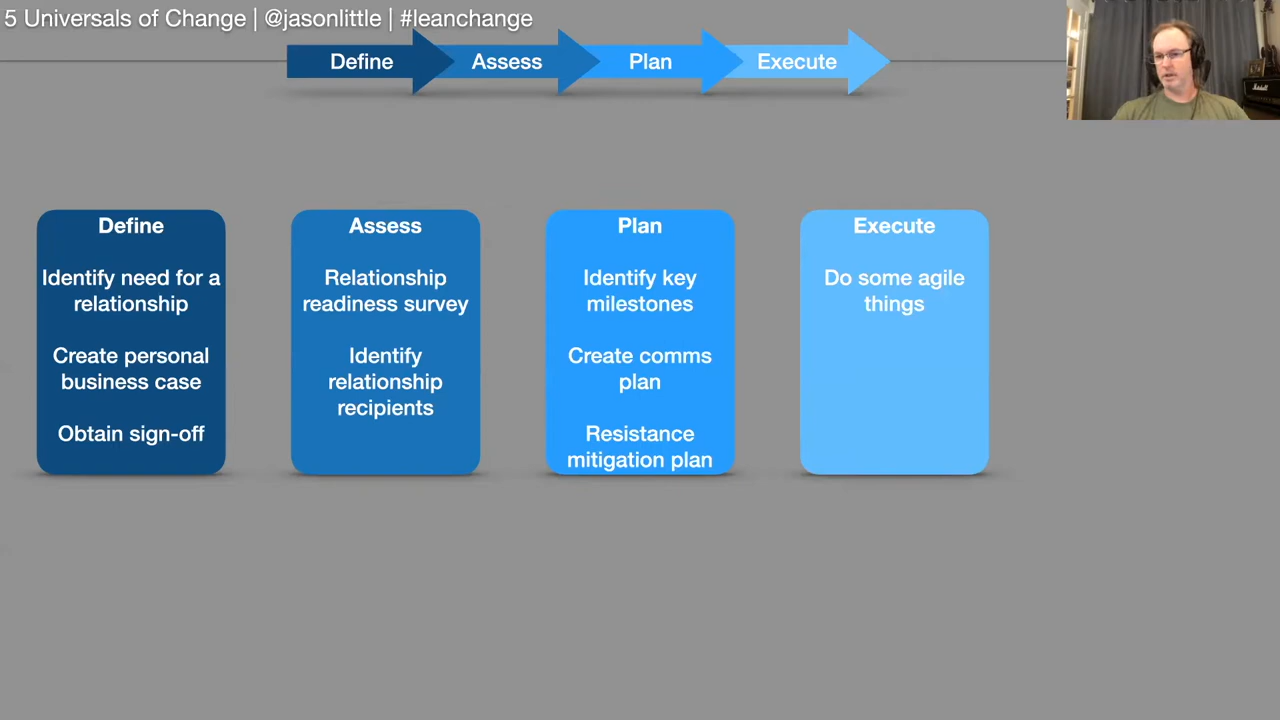 5 Universals of Change | @jasonlittle | #leanchange
Define
Assess
Plan
Execute
Define
Identify need for a
relationship
Create personal
business case
Obtain sign-off
Assess
Relationship
readiness survey
Identify
relationship
recipients
Plan
Identify key
milestones
Create comms
plan
Resistance
mitigation plan
Execute
Do some agile
things
Marshall